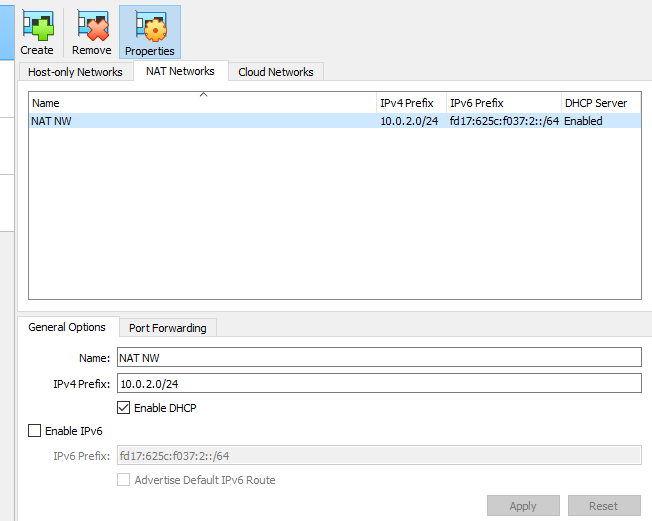 Create Remove Properties
Host-only Networks NAT Networks Cloud Networks
Name IPv4 Prefix IPv6 Prefix DHCP Server
NAT NW 10.0.2.0/24 fd17:625c:f037:2::/64 Enabled
General Options Port Forwarding
Name: NAT NW
IPv4 Prefix: 10.0.2.0/24
Enable DHCP
Enable IPv6
IPv6 Prefix: fd17:625c:f037:2::/64
Advertise Default IPv6 Route
Apply Reset